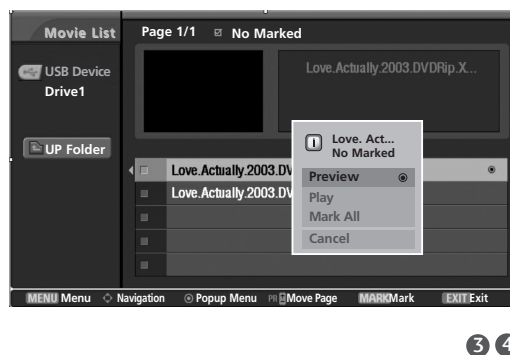 Movie List
Page 1/1 No Marked
USB Device
Drive1
Love.Actually.2003.DVDRip.X...
UP Folder
Love. Act...
No Marked
Preview
Play
Mark All
Cancel
Love.Actually.2003.DV
Love.Actually.2003.DV
MENU Menu Navigation Popup Menu PR Move Page MARK Mark EXIT Exit
3 4